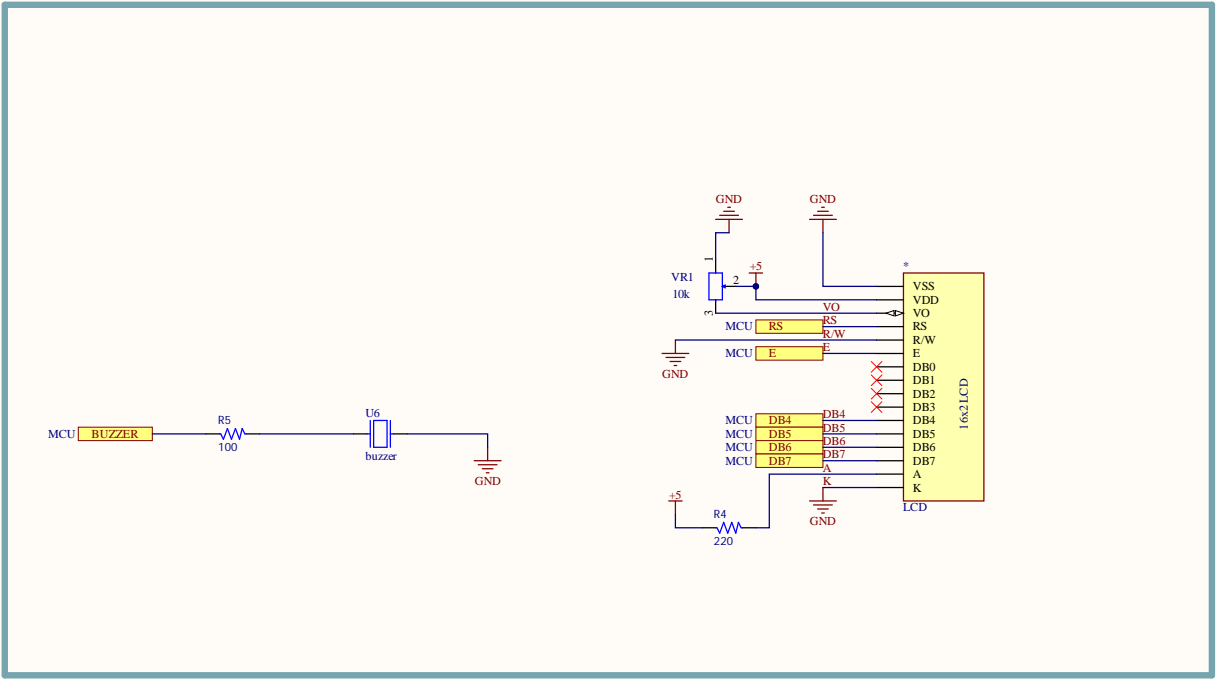 GND
GND
*
1
+5
VR1
2
10k
3
VSS
VDD
VO
VO
MCU
RS
RS
RS
R/W
R/W
MCU
E
E
E
GND
DB0
DB1
DB2
DB3
16x2LCD
MCU
DB4
DB4
DB4
MCU
DB5
DB5
DB5
MCU
DB6
DB6
DB6
MCU
DB7
DB7
DB7
A
A
K
K
LCD
GND
+5
R4
220
MCU
BUZZER
R5
100
U6
buzzer
GND